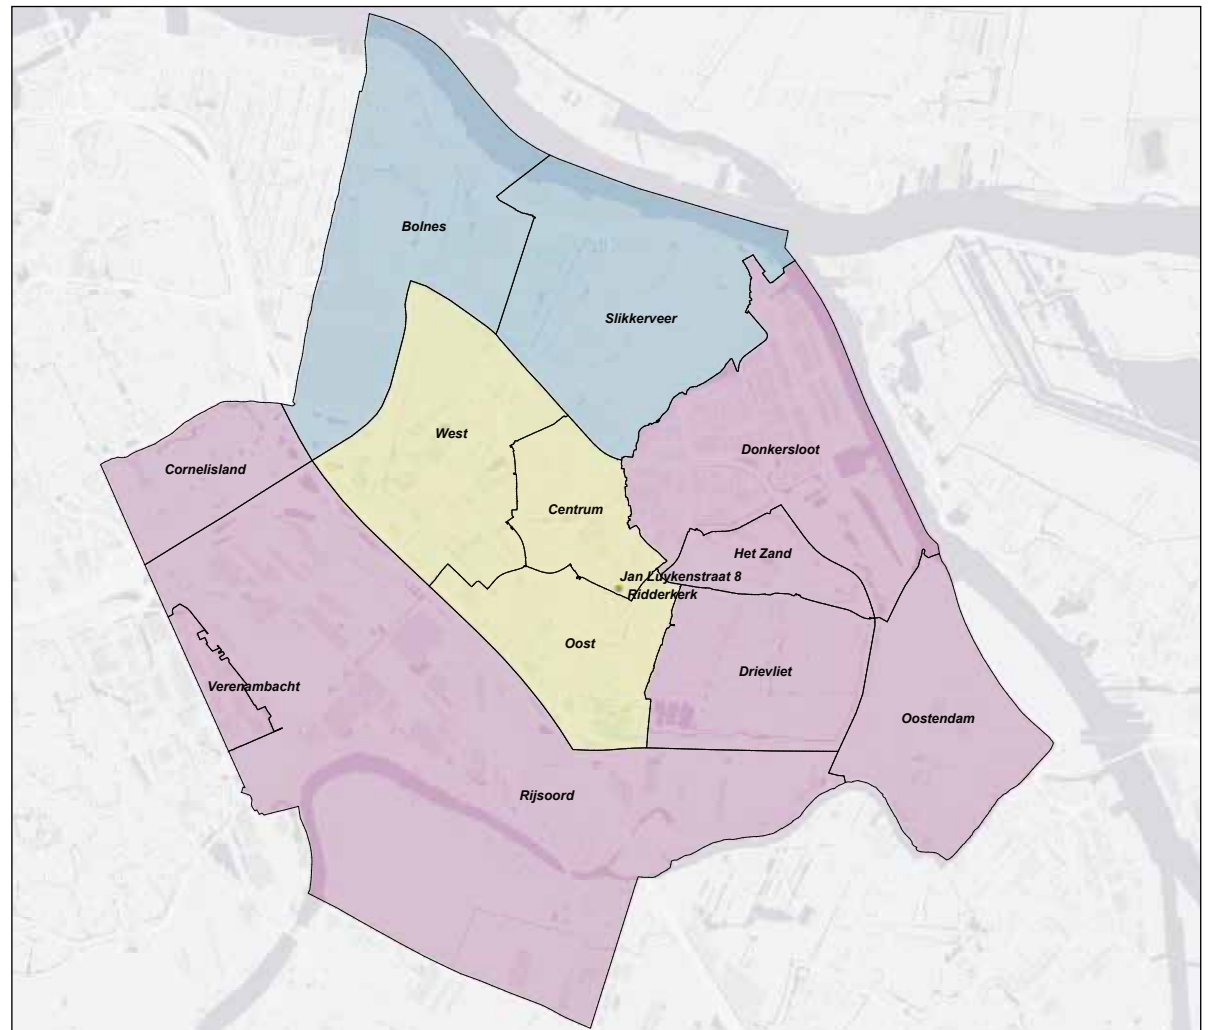 Bolnes
Slikkerveer
West
Donkersloot
Cornelisland
Centrum
Het Zand
Jan Luykenstraat 8
Ridderkerk
Oost
Drievliet
Verenambacht
Oostendam
Rijsoord